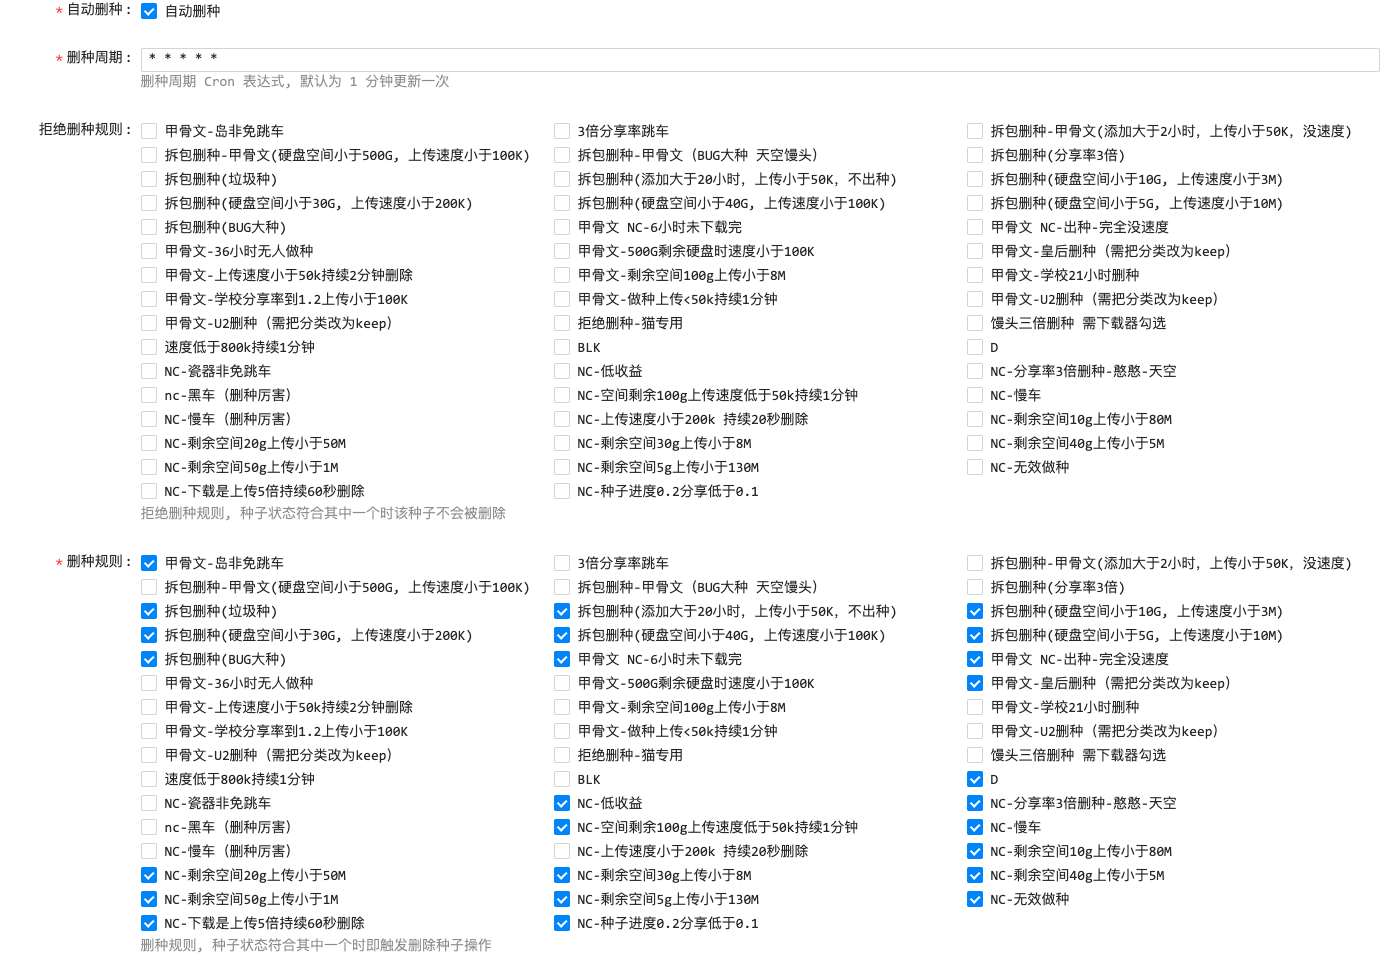 * 自动删种: 自动删种
* 删种周期: * * * * *
删种周期 Cron 表达式, 默认为 1 分钟更新一次
拒绝删种规则: 甲骨文-岛非免跳车 3倍分享率跳车 拆包删种-甲骨文(添加大于2小时, 上传小于50K, 没速度)
拆包删种-甲骨文(硬盘空间小于500G, 上传速度小于100K) 拆包删种-甲骨文（BUG大种 天空馒头） 拆包删种(分享率3倍)
拆包删种(垃圾种) 拆包删种(添加大于20小时, 上传小于50K, 不出种) 拆包删种(硬盘空间小于10G, 上传速度小于3M)
拆包删种(硬盘空间小于30G, 上传速度小于200K) 拆包删种(硬盘空间小于40G, 上传速度小于100K) 拆包删种(硬盘空间小于5G, 上传速度小于10M)
拆包删种(BUG大种) 甲骨文 NC-6小时未下载完 甲骨文 NC-出种-完全没速度
甲骨文-36小时无人做种 甲骨文-500G剩余硬盘时速度小于100K 甲骨文-皇后删种（需把分类改为keep）
甲骨文-上传速度小于50k持续2分钟删除 甲骨文-剩余空间100g上传小于8M 甲骨文-学校21小时删种
甲骨文-学校分享率到1.2上传小于100K 甲骨文-做种上传<50k持续1分钟 甲骨文-U2删种（需把分类改为keep）
甲骨文-U2删种（需把分类改为keep） 拒绝删种-猫专用 馒头三倍删种 需下载器勾选
速度低于800k持续1分钟 BLK D
NC-瓷器非免跳车 NC-低收益 NC-分享率3倍删种-憨憨-天空
nc-黑车（删种厉害） NC-空间剩余100g上传速度低于50k持续1分钟 NC-慢车
NC-慢车（删种厉害） NC-上传速度小于200k 持续20秒删除 NC-剩余空间10g上传小于80M
NC-剩余空间20g上传小于50M NC-剩余空间30g上传小于8M NC-剩余空间40g上传小于5M
NC-剩余空间50g上传小于1M NC-剩余空间5g上传小于130M NC-无效做种
NC-下载是上传5倍持续60秒删除 NC-种子进度0.2分享低于0.1
拒绝删种规则, 种子状态符合其中一个时该种子不会被删除
* 删种规则: 甲骨文-岛非免跳车 3倍分享率跳车 拆包删种-甲骨文(添加大于2小时, 上传小于50K, 没速度)
拆包删种-甲骨文(硬盘空间小于500G, 上传速度小于100K) 拆包删种-甲骨文（BUG大种 天空馒头） 拆包删种(分享率3倍)
拆包删种(垃圾种) 拆包删种(添加大于20小时, 上传小于50K, 不出种) 拆包删种(硬盘空间小于10G, 上传速度小于3M)
拆包删种(硬盘空间小于30G, 上传速度小于200K) 拆包删种(硬盘空间小于40G, 上传速度小于100K) 拆包删种(硬盘空间小于5G, 上传速度小于10M)
拆包删种(BUG大种) 甲骨文 NC-6小时未下载完 甲骨文 NC-出种-完全没速度
甲骨文-36小时无人做种 甲骨文-500G剩余硬盘时速度小于100K 甲骨文-皇后删种（需把分类改为keep）
甲骨文-上传速度小于50k持续2分钟删除 甲骨文-剩余空间100g上传小于8M 甲骨文-学校21小时删种
甲骨文-学校分享率到1.2上传小于100K 甲骨文-做种上传<50k持续1分钟 甲骨文-U2删种（需把分类改为keep）
甲骨文-U2删种（需把分类改为keep） 拒绝删种-猫专用 馒头三倍删种 需下载器勾选
速度低于800k持续1分钟 BLK D
NC-瓷器非免跳车 NC-低收益 NC-分享率3倍删种-憨憨-天空
nc-黑车（删种厉害） NC-空间剩余100g上传速度低于50k持续1分钟 NC-慢车
NC-慢车（删种厉害） NC-上传速度小于200k 持续20秒删除 NC-剩余空间10g上传小于80M
NC-剩余空间20g上传小于50M NC-剩余空间30g上传小于8M NC-剩余空间40g上传小于5M
NC-剩余空间50g上传小于1M NC-剩余空间5g上传小于130M NC-无效做种
NC-下载是上传5倍持续60秒删除 NC-种子进度0.2分享低于0.1
删种规则, 种子状态符合其中一个时即触发删除种子操作